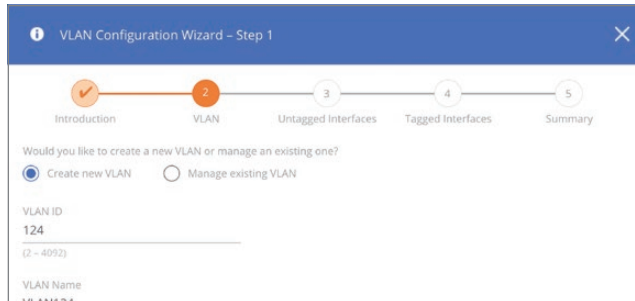 VLAN Configuration Wizard – Step 1
2 3 4 5
Introduction VLAN Untagged Interfaces Tagged Interfaces Summary
Would you like to create a new VLAN or manage an existing one?
Create new VLAN Manage existing VLAN
VLAN ID
124
(2 – 4092)
VLAN Name
VLAN124